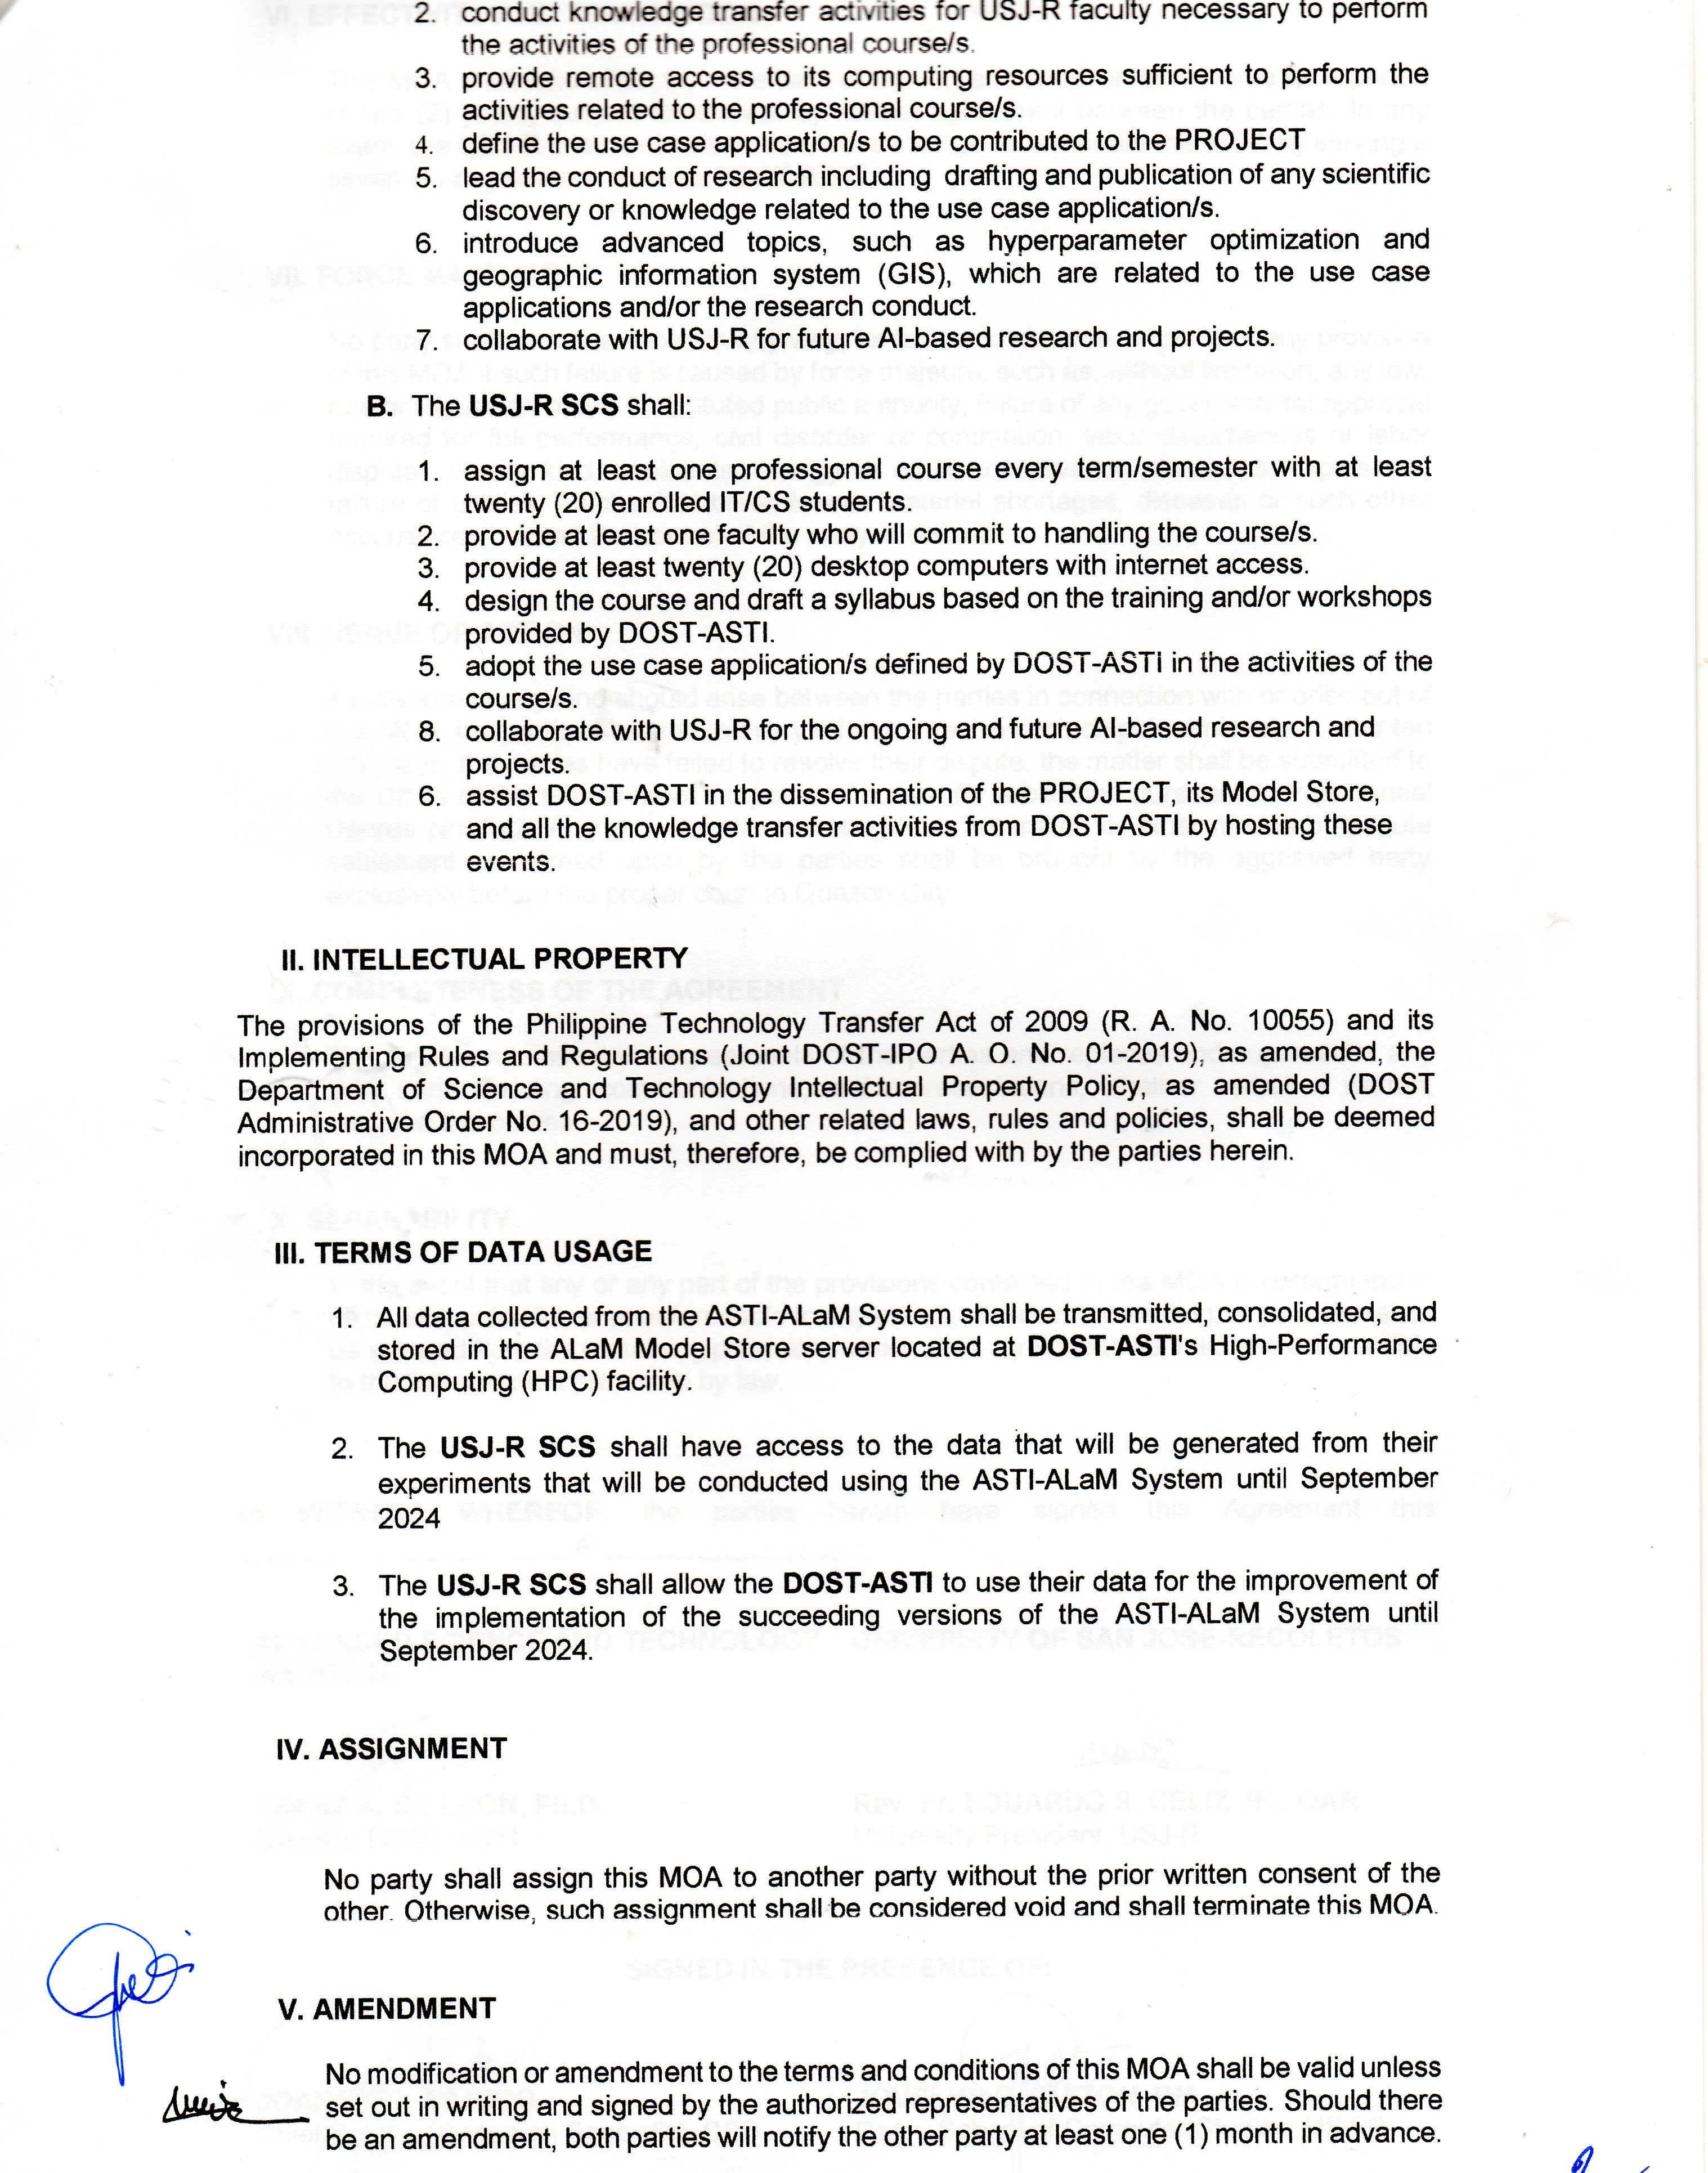 2. conduct knowledge transfer activities for USJ-R faculty necessary to perform
the activities of the professional course/s.
3. provide remote access to its computing resources sufficient to perform the
activities related to the professional course/s.
4. define the use case application/s to be contributed to the PROJECT
5. lead the conduct of research including drafting and publication of any scientific
discovery or knowledge related to the use case application/s.
6. introduce advanced topics, such as hyperparameter optimization and
geographic information system (GIS), which are related to the use case
applications and/or the research conduct.
7. collaborate with USJ-R for future AI-based research and projects.
B. The USJ-R SCS shall:
1. assign at least one professional course every term/semester with at least
twenty (20) enrolled IT/CS students.
2. provide at least one faculty who will commit to handling the course/s.
3. provide at least twenty (20) desktop computers with internet access.
4. design the course and draft a syllabus based on the training and/or workshops
provided by DOST-ASTI.
5. adopt the use case application/s defined by DOST-ASTI in the activities of the
course/s.
8. collaborate with USJ-R for the ongoing and future AI-based research and
projects.
6. assist DOST-ASTI in the dissemination of the PROJECT, its Model Store,
and all the knowledge transfer activities from DOST-ASTI by hosting these
events.
II. INTELLECTUAL PROPERTY
The provisions of the Philippine Technology Transfer Act of 2009 (R. A. No. 10055) and its
Implementing Rules and Regulations (Joint DOST-IPO A. O. No. 01-2019), as amended, the
Department of Science and Technology Intellectual Property Policy, as amended (DOST
Administrative Order No. 16-2019), and other related laws, rules and policies, shall be deemed
incorporated in this MOA and must, therefore, be complied with by the parties herein.
III. TERMS OF DATA USAGE
1. All data collected from the ASTI-ALaM System shall be transmitted, consolidated, and
stored in the ALaM Model Store server located at DOST-ASTI's High-Performance
Computing (HPC) facility.
2. The USJ-R SCS shall have access to the data that will be generated from their
experiments that will be conducted using the ASTI-ALaM System until September
2024
3. The USJ-R SCS shall allow the DOST-ASTI to use their data for the improvement of
the implementation of the succeeding versions of the ASTI-ALaM System until
September 2024.
IV. ASSIGNMENT
No party shall assign this MOA to another party without the prior written consent of the
other. Otherwise, such assignment shall be considered void and shall terminate this MOA.
V. AMENDMENT
No modification or amendment to the terms and conditions of this MOA shall be valid unless
set out in writing and signed by the authorized representatives of the parties. Should there
be an amendment, both parties will notify the other party at least one (1) month in advance.